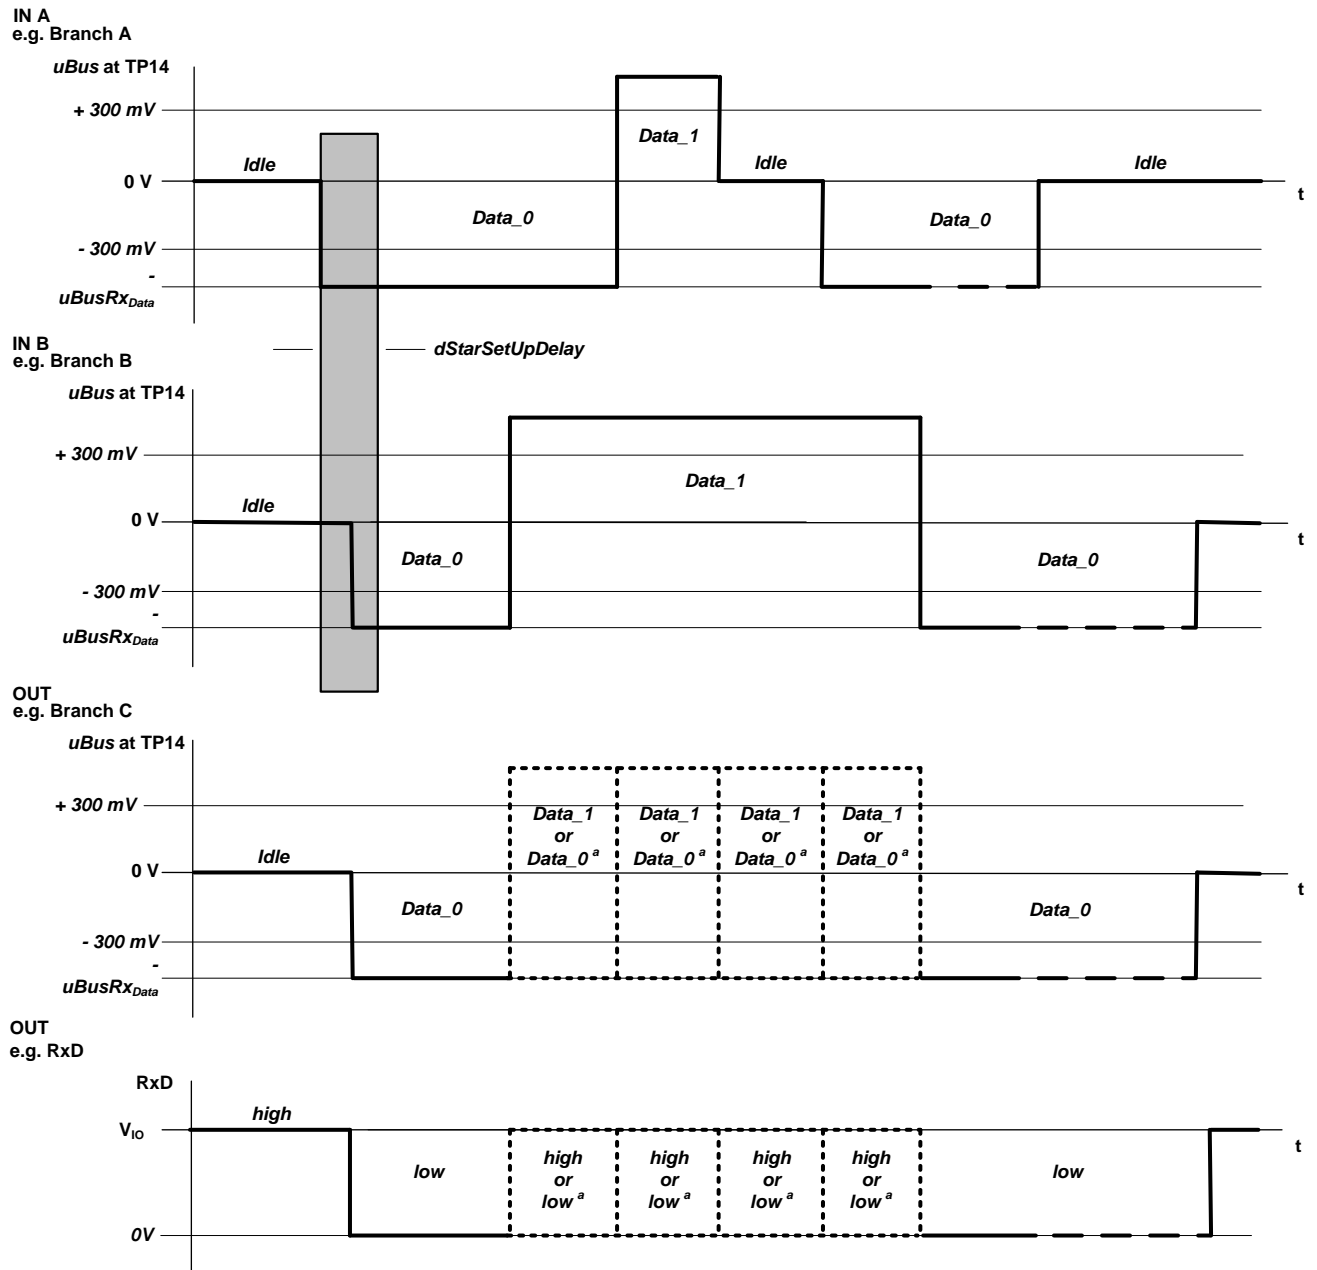 IN A
e.g. Branch A
uBus at TP14
+ 300 mV
Data_1
Idle
Idle
Idle
0 V
t
Data_0
Data_0
- 300 mV
-
uBusRxData
IN B
e.g. Branch B
dStarSetUpDelay
uBus at TP14
+ 300 mV
Data_1
Idle
0 V
t
Data_0
Data_0
- 300 mV
-
uBusRxData
OUT
e.g. Branch C
uBus at TP14
+ 300 mV
Data_1 or Data_0 a
Data_1 or Data_0 a
Data_1 or Data_0 a
Data_1 or Data_0 a
Idle
0 V
t
Data_0
Data_0
- 300 mV
-
uBusRxData
OUT
e.g. RxD
RxD
high
VIO
t
low
high or low a
high or low a
high or low a
high or low a
low
0V